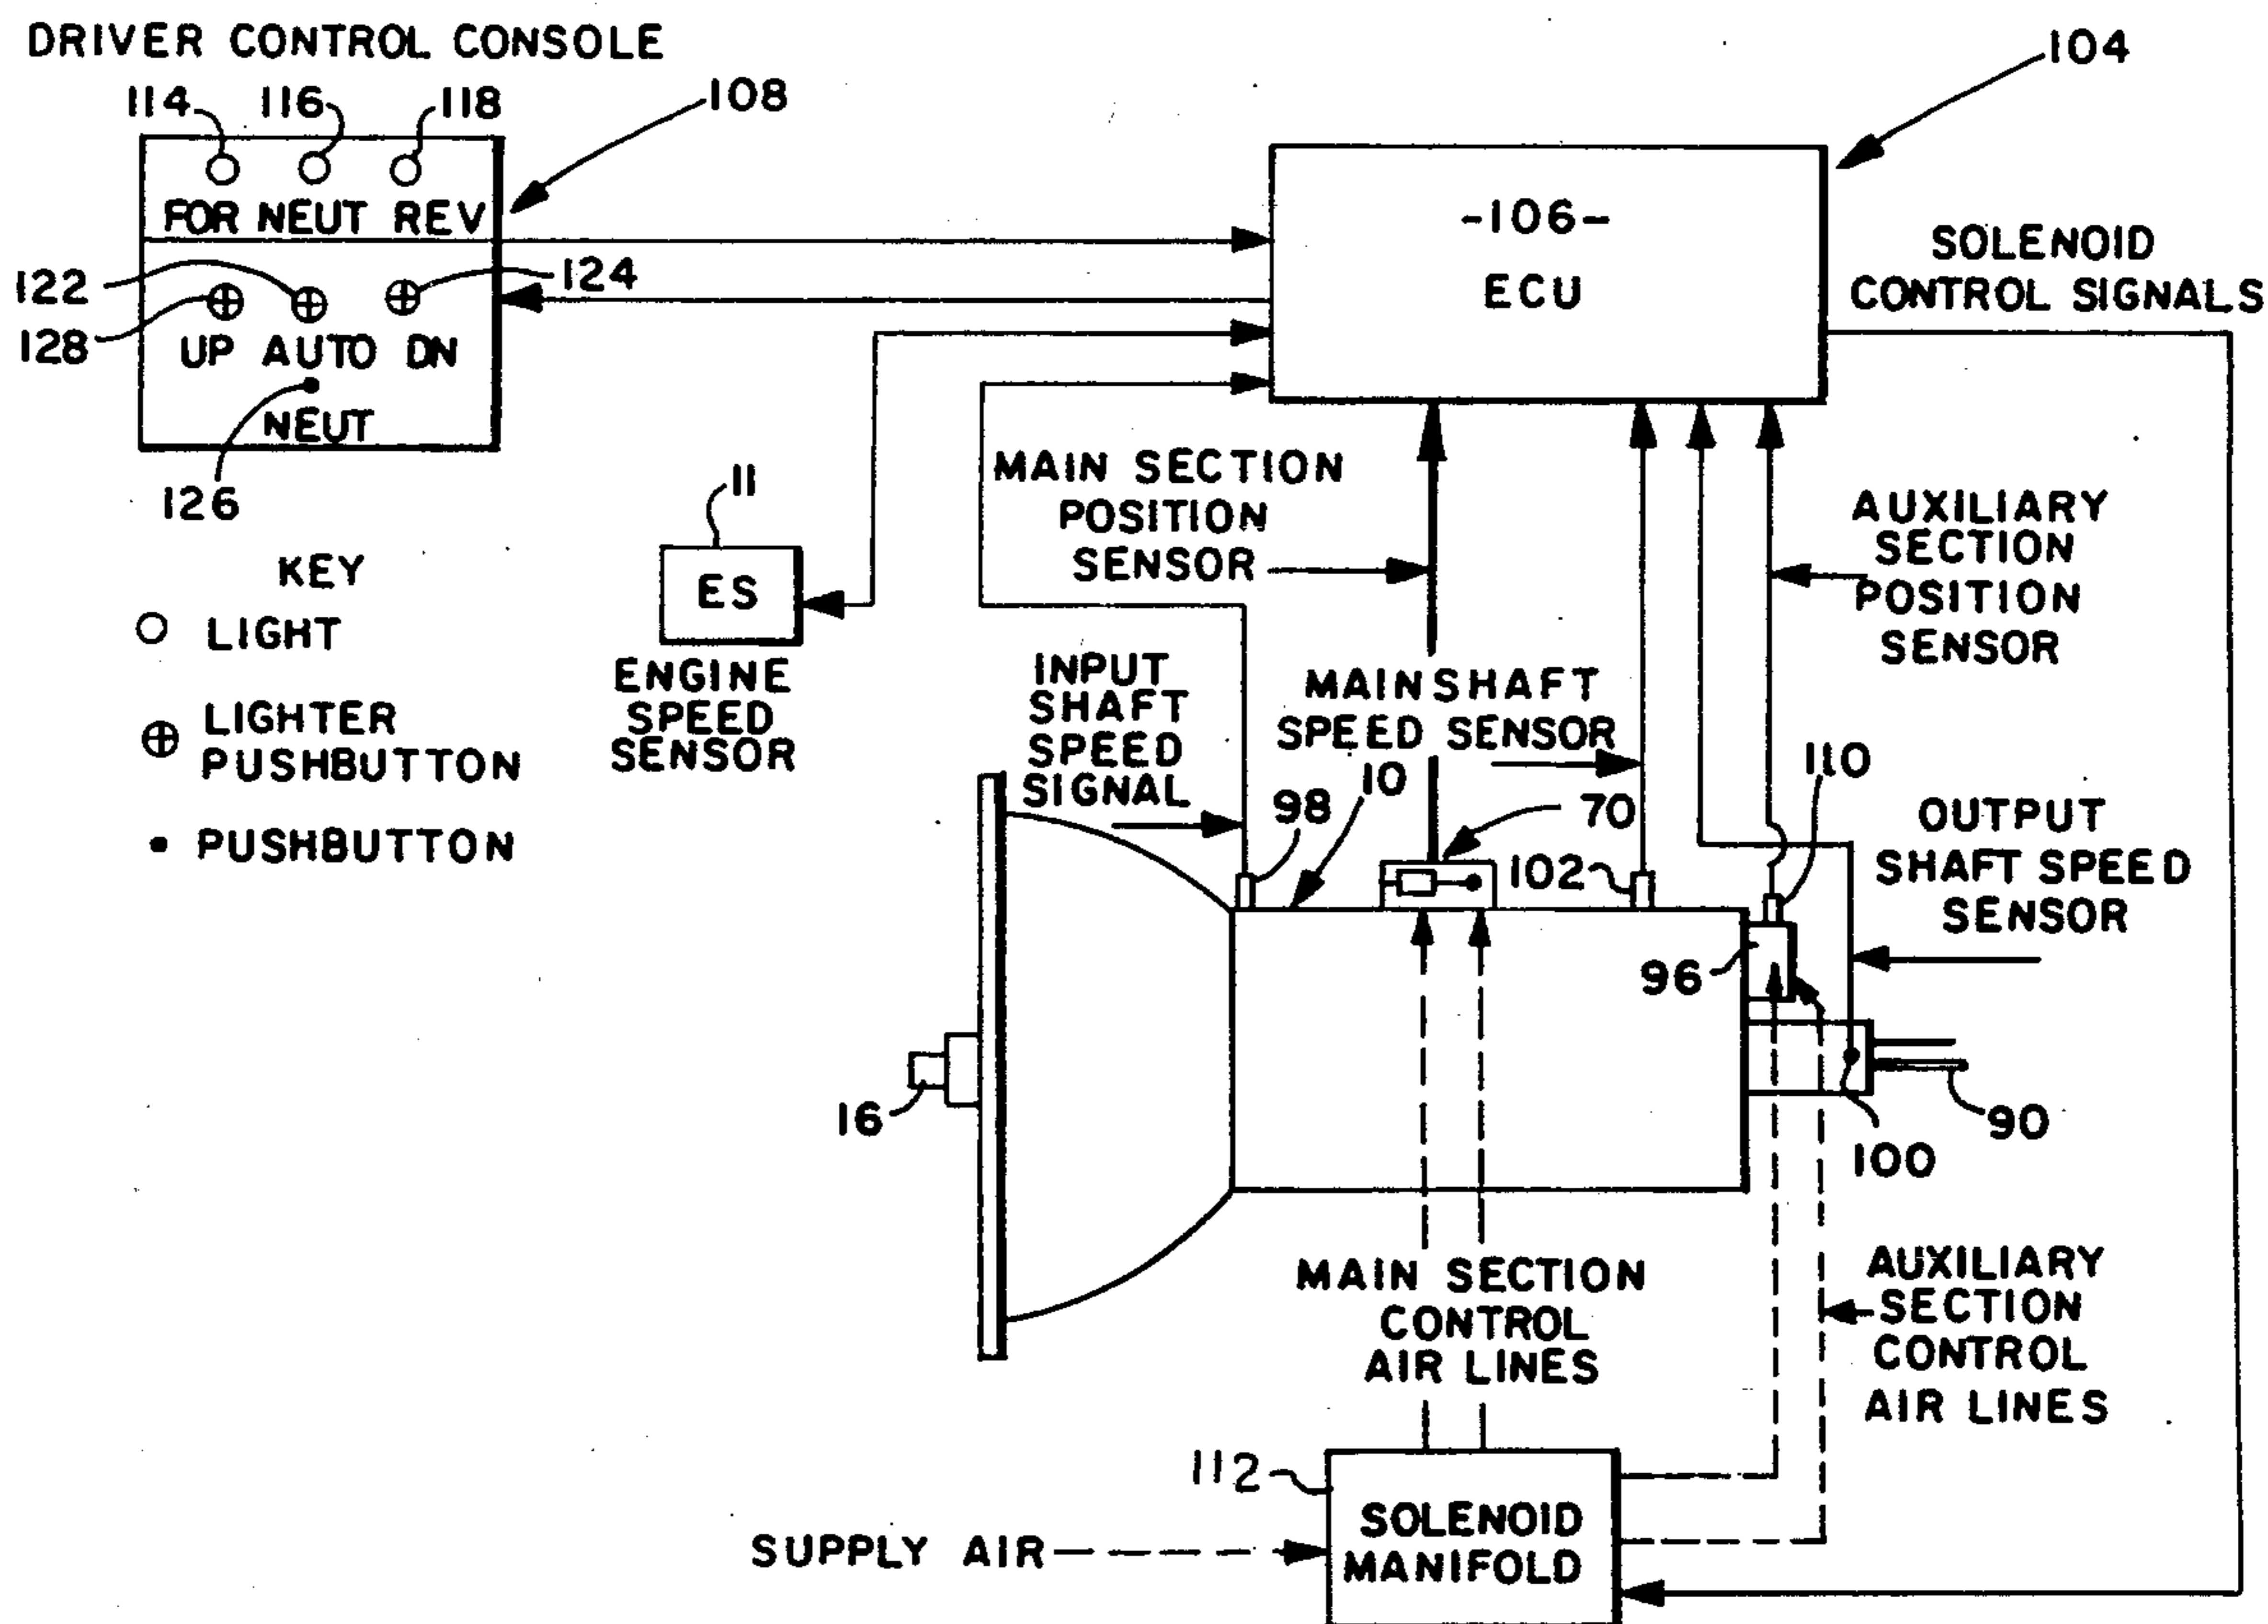 DRIVER CONTROL CONSOLE
114 116 118
108
FOR NEUT REV
122
124
128
UP AUTO DN
NEUT
126
KEY
LIGHT
LIGHTER
PUSHBUTTON
PUSHBUTTON
104
-106-
ECU
SOLENOID
CONTROL SIGNALS
11
ES
ENGINE
SPEED
SENSOR
MAIN SECTION
POSITION
SENSOR
AUXILIARY
SECTION
POSITION
SENSOR
INPUT
SHAFT
SPEED
SIGNAL
MAINSHAFT
SPEED SENSOR
98
10
70
102
110
OUTPUT
SHAFT SPEED
SENSOR
96
16
90
100
MAIN SECTION
CONTROL
AIR LINES
AUXILIARY
SECTION
CONTROL
AIR LINES
112
SOLENOID
MANIFOLD
SUPPLY AIR